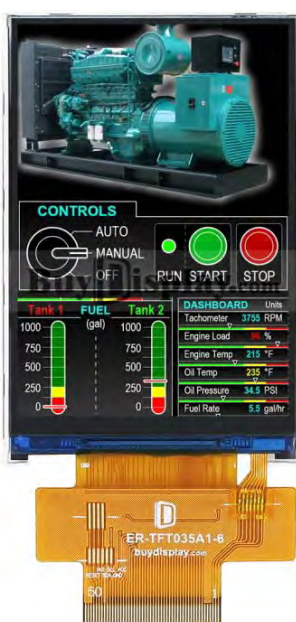 CONTROLS
AUTO
MANUAL
OFF
RUN START STOP
BuyDisplay.com
Tank 1 FUEL Tank 2
(gal)
1000 1000
750 750
500 500
250 250
0 0
DASHBOARD Units
Tachometer 3755 RPM
Engine Load %
Engine Temp 215 °F
Oil Temp 235 °F
Oil Pressure 34.5 PSI
Fuel Rate 5.5 gal/hr
ER-TFT035A1-6
buydisplay.com
50 1